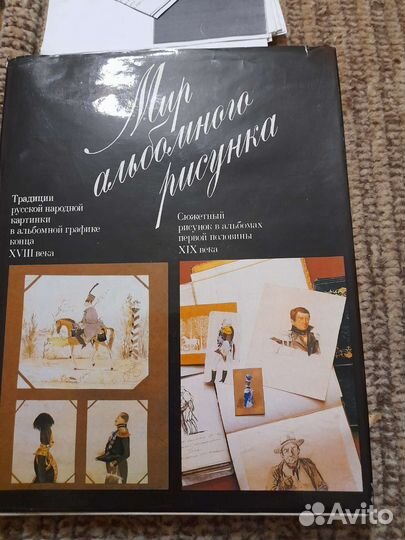 Мир
альбомного
рисунка
Традиции
русской народной
картинки
в альбомной графике
конца
XVIII века
Сюжетный
рисунок в альбомах
первой половины
XIX века
Avito